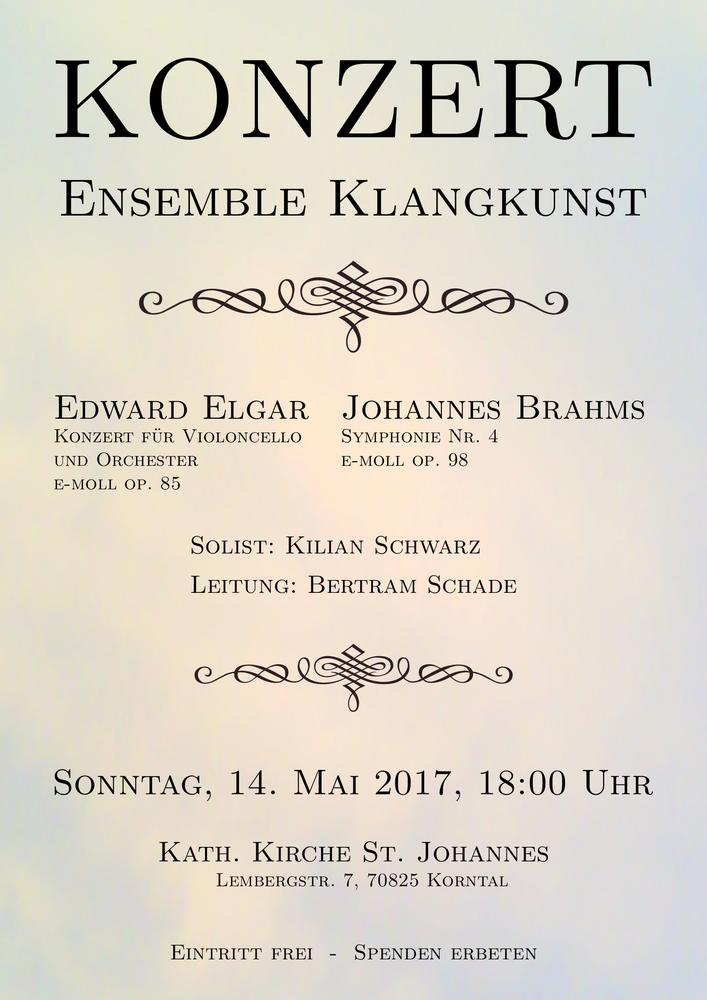 KONZERT
Ensemble Klangkunst
Edward Elgar
Konzert für Violoncello
und Orchester
e-moll op. 85
Johannes Brahms
Symphonie Nr. 4
e-moll op. 98
Solist: Kilian Schwarz
Leitung: Bertram Schade
Sonntag, 14. Mai 2017, 18:00 Uhr
Kath. Kirche St. Johannes
Lembergstr. 7, 70825 Korntal
Eintritt frei - Spenden erbeten